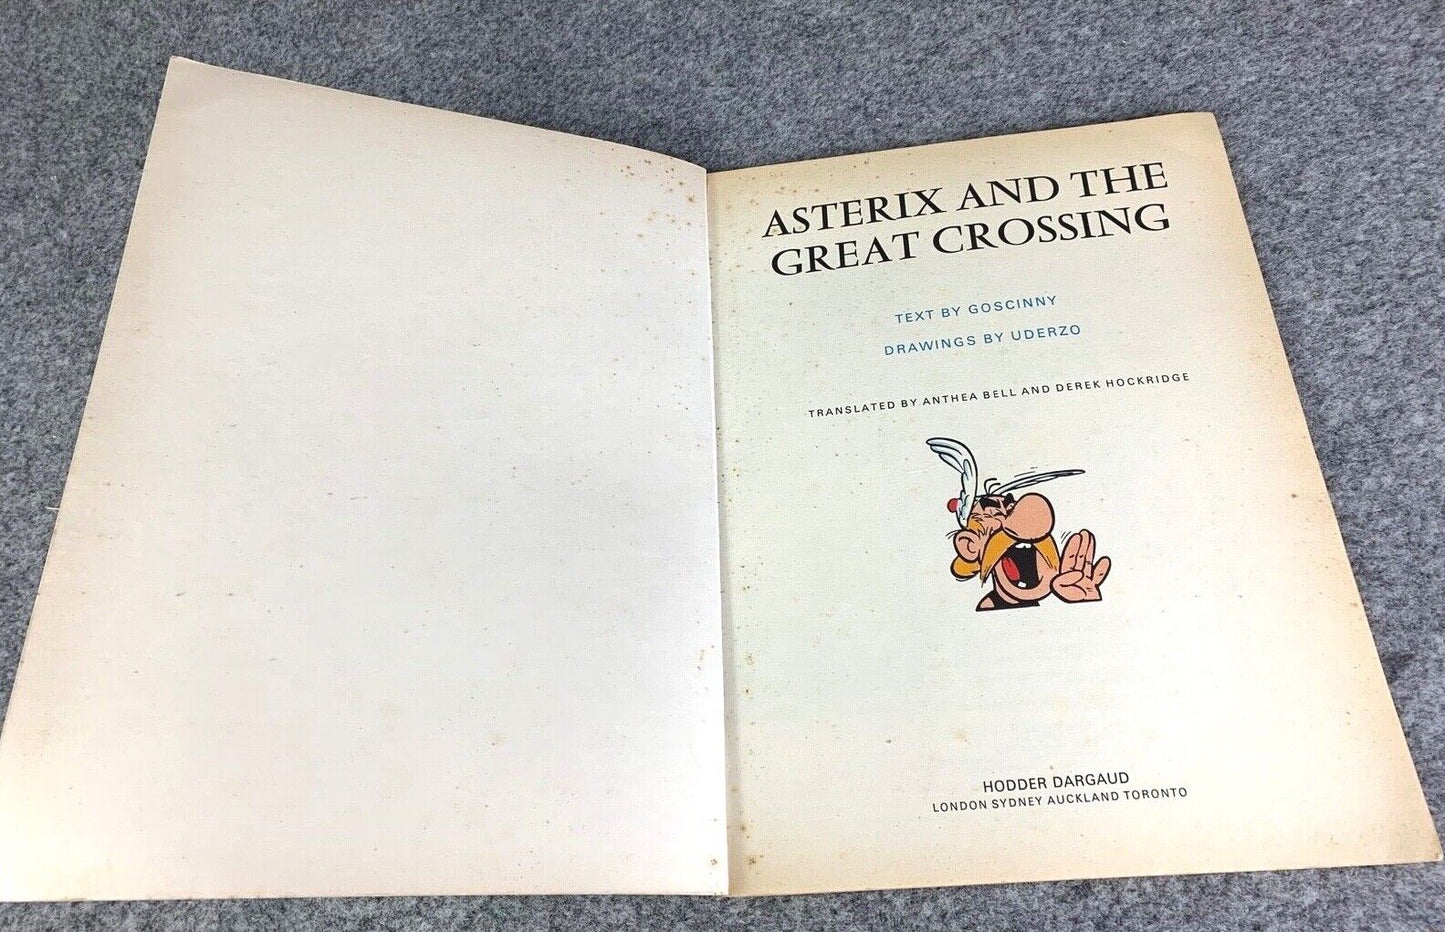 ASTERIX AND THE
GREAT CROSSING
TEXT BY GOSCINNY
DRAWINGS BY UDERZO
TRANSLATED BY ANTHEA BELL AND DEREK HOCKRIDGE
HODDER DARGAUD
LONDON SYDNEY AUCKLAND TORONTO